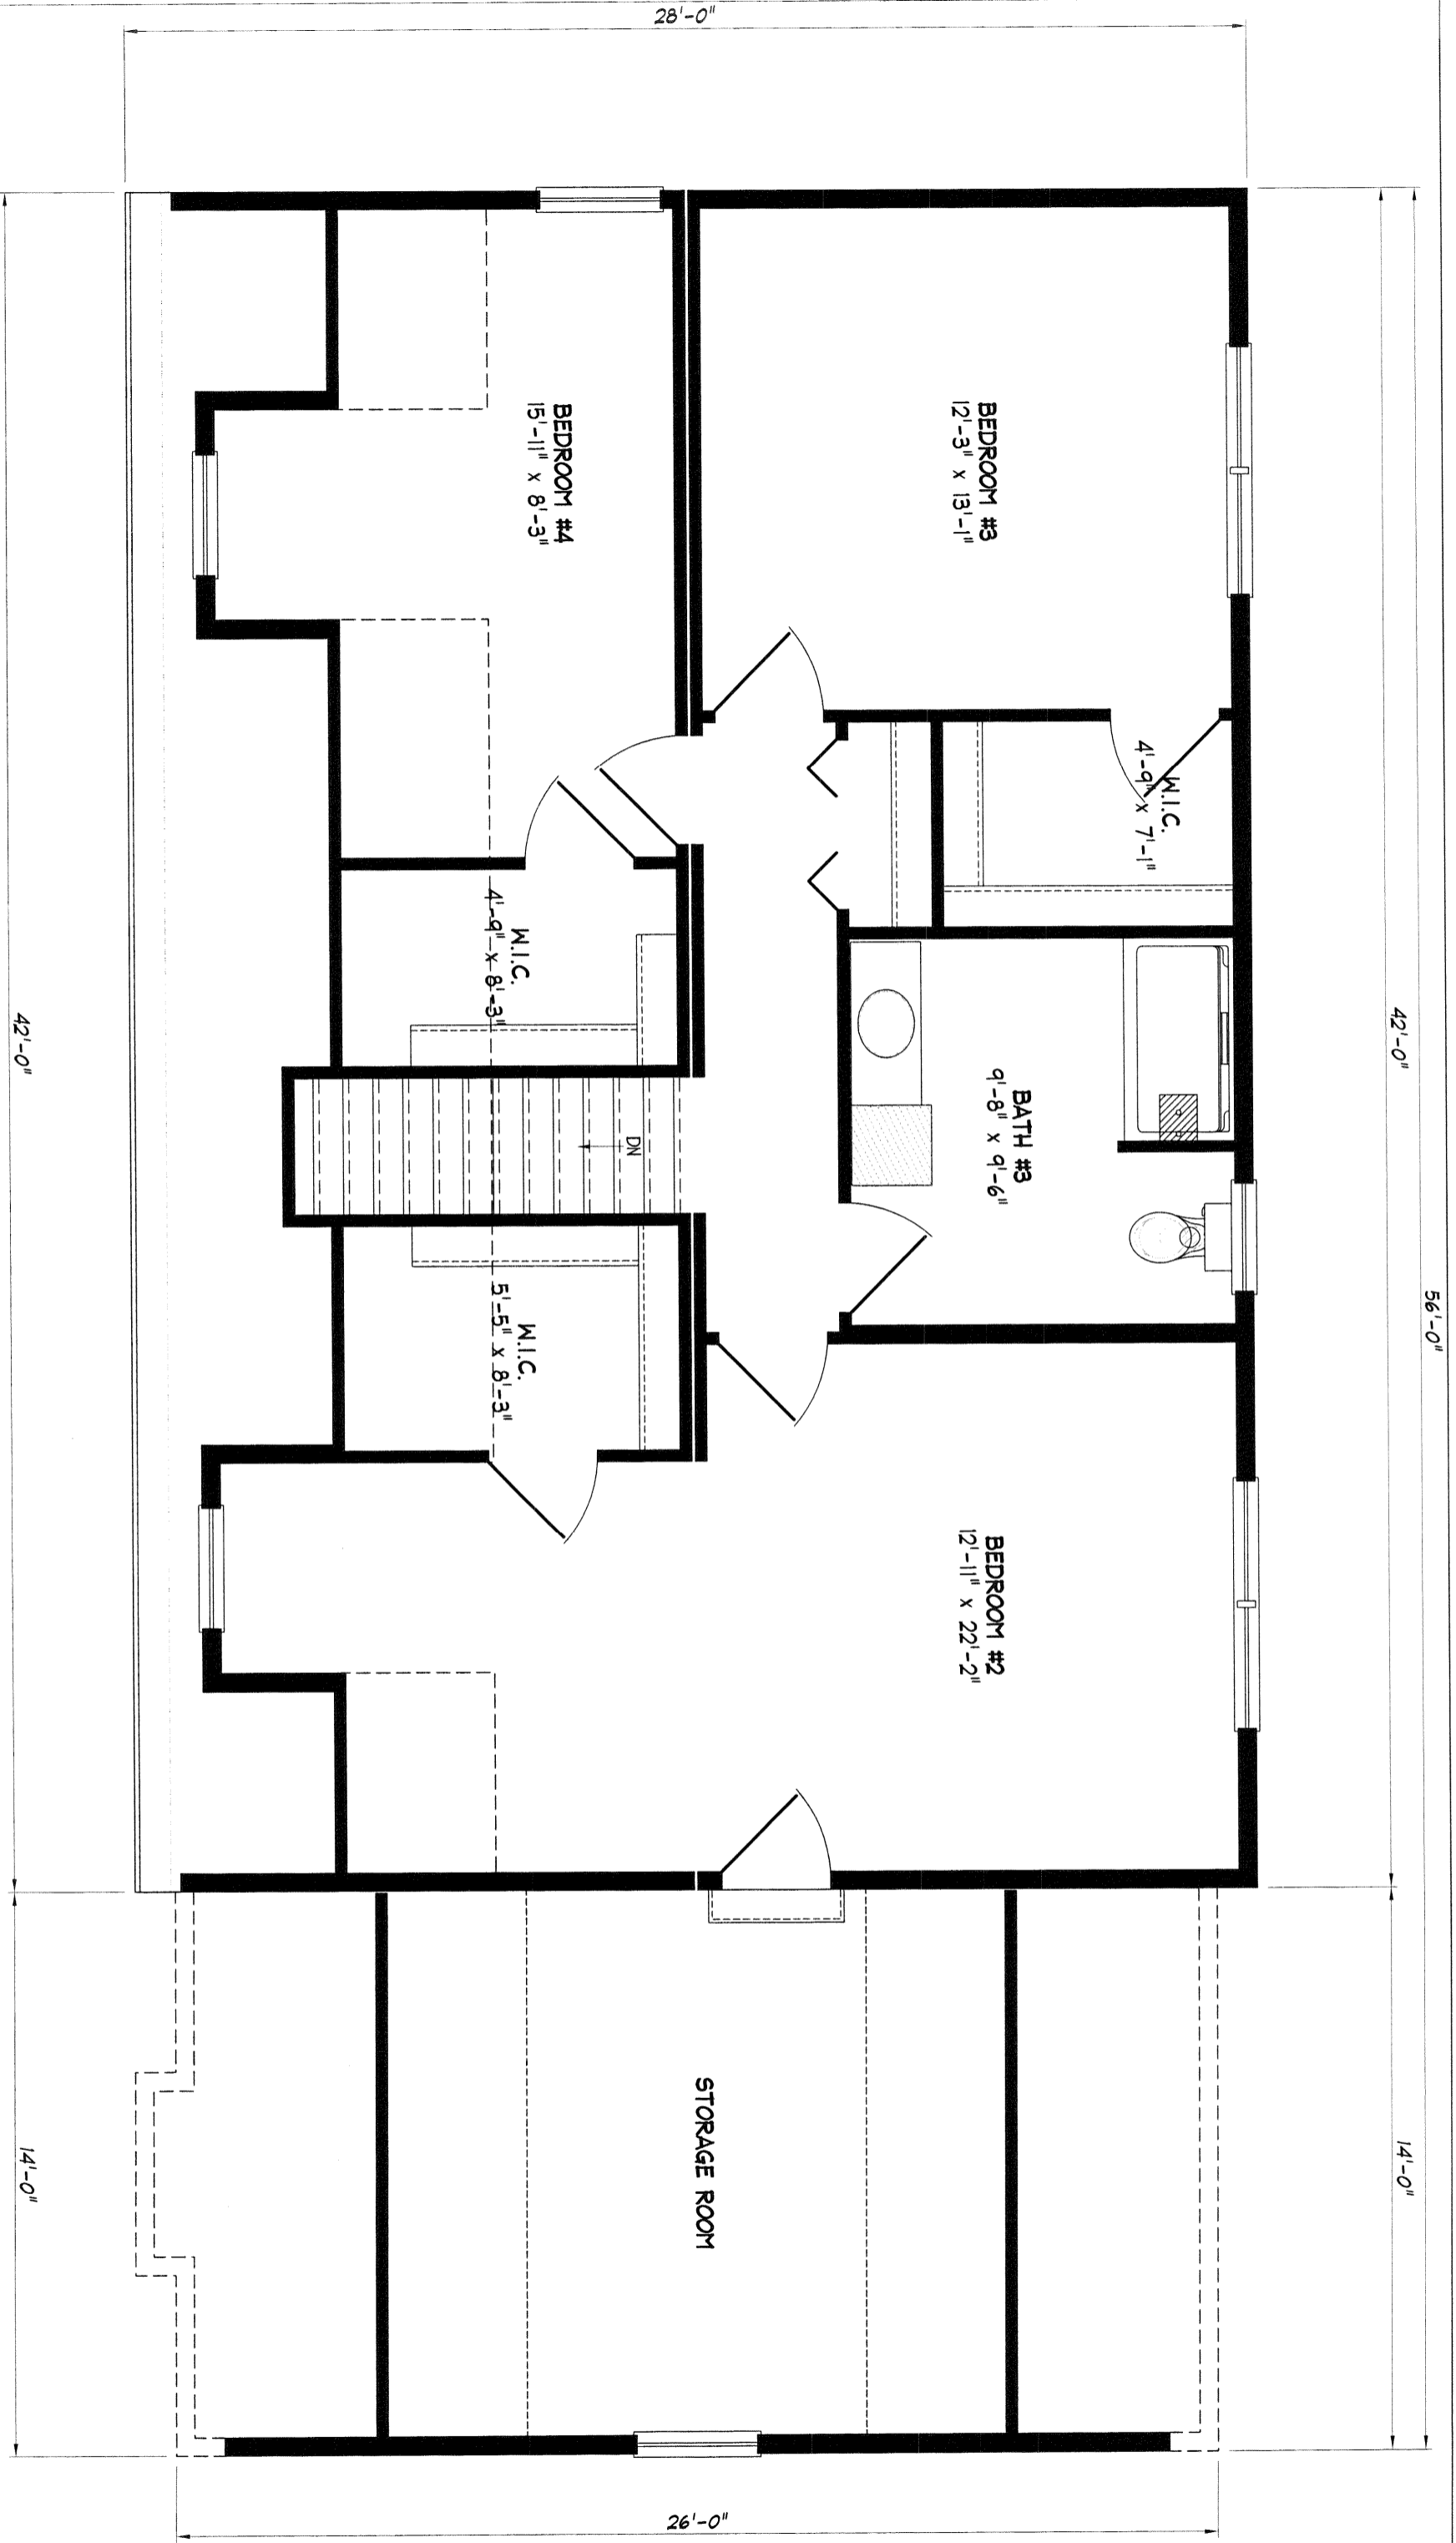 56'-0"
42'-0"
14'-0"
28'-0"
BEDROOM #3
12'-3" x 13'-1"
W.I.C.
4'-9" x 7'-1"
BATH #3
9'-8" x 9'-6"
BEDROOM #2
12'-11" x 22'-2"
STORAGE ROOM
26'-0"
BEDROOM #4
15'-11" x 8'-3"
W.I.C.
4'-9" x 8'-3"
DN
W.I.C.
5'-5" x 8'-3"
42'-0"
14'-0"